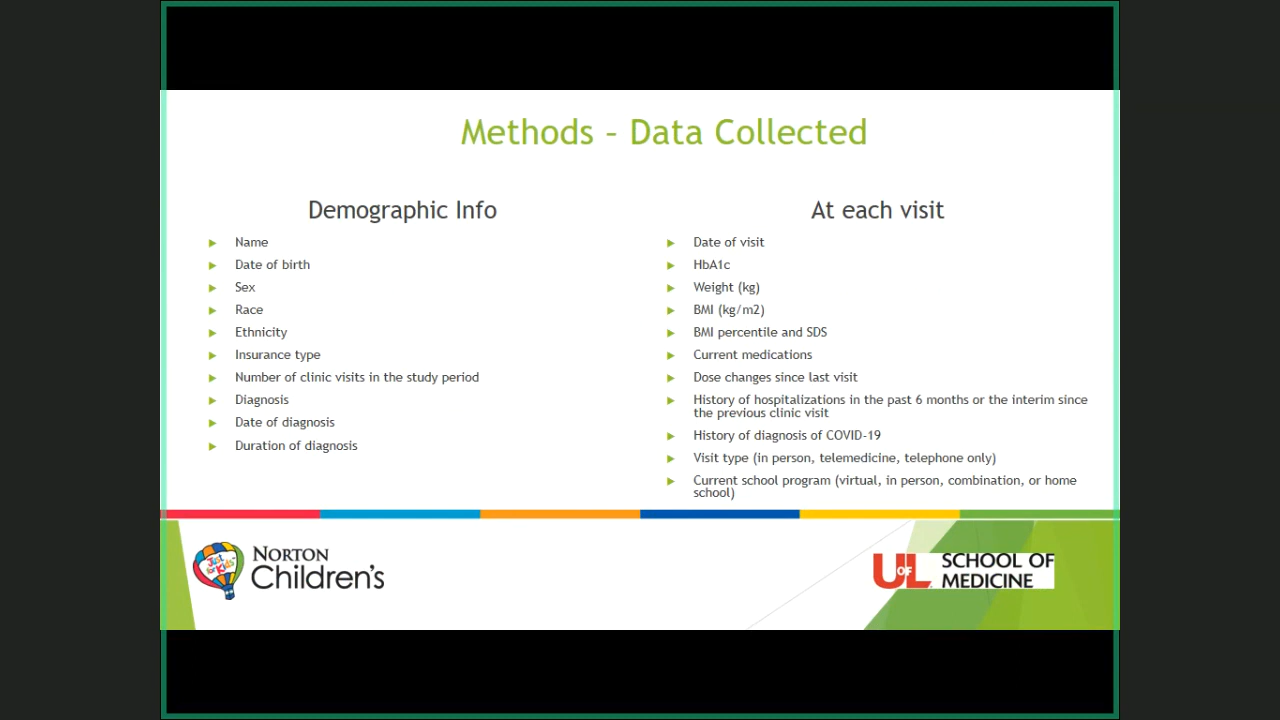 Methods – Data Collected
Demographic Info
Name
Date of birth
Sex
Race
Ethnicity
Insurance type
Number of clinic visits in the study period
Diagnosis
Date of diagnosis
Duration of diagnosis
At each visit
Date of visit
HbA1c
Weight (kg)
BMI (kg/m2)
BMI percentile and SDS
Current medications
Dose changes since last visit
History of hospitalizations in the past 6 months or the interim since
the previous clinic visit
History of diagnosis of COVID-19
Visit type (in person, telemedicine, telephone only)
Current school program (virtual, in person, combination, or home
school)
Just
for Kids
NORTON
Children's
UOFL
SCHOOL OF
MEDICINE